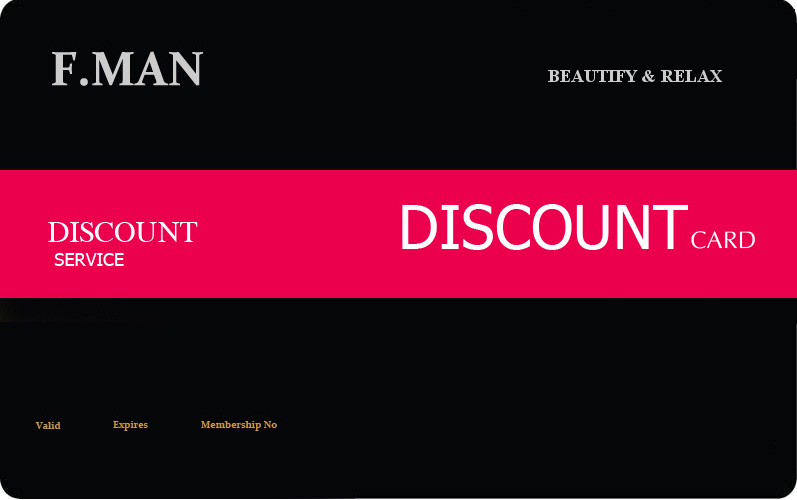 F.MAN
BEAUTIFY & RELAX
DISCOUNT
SERVICE
DISCOUNT CARD
Valid Expires Membership No